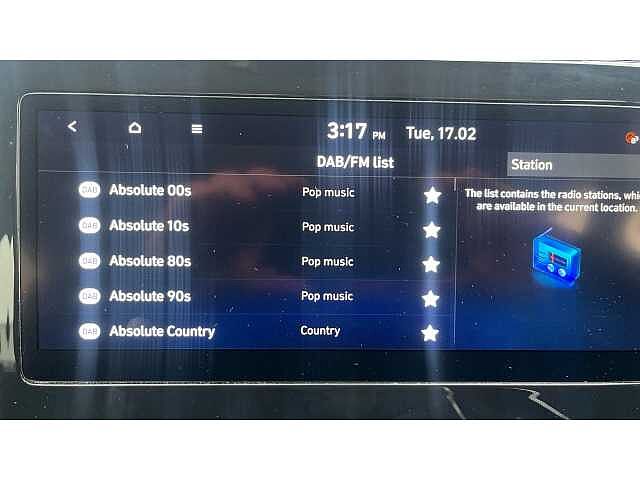 3:17 PM Tue, 17.02
DAB/FM list
Station
DAB Absolute 00s Pop music
DAB Absolute 10s Pop music
DAB Absolute 80s Pop music
DAB Absolute 90s Pop music
DAB Absolute Country Country
The list contains the radio stations, whic
are available in the current location.